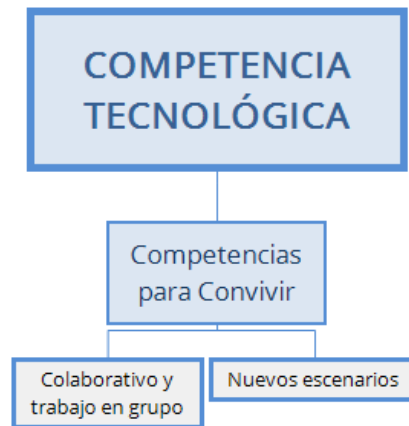 COMPETENCIA
TECNOLÓGICA
Competencias
para Convivir
Colaborativo y
trabajo en grupo
Nuevos escenarios